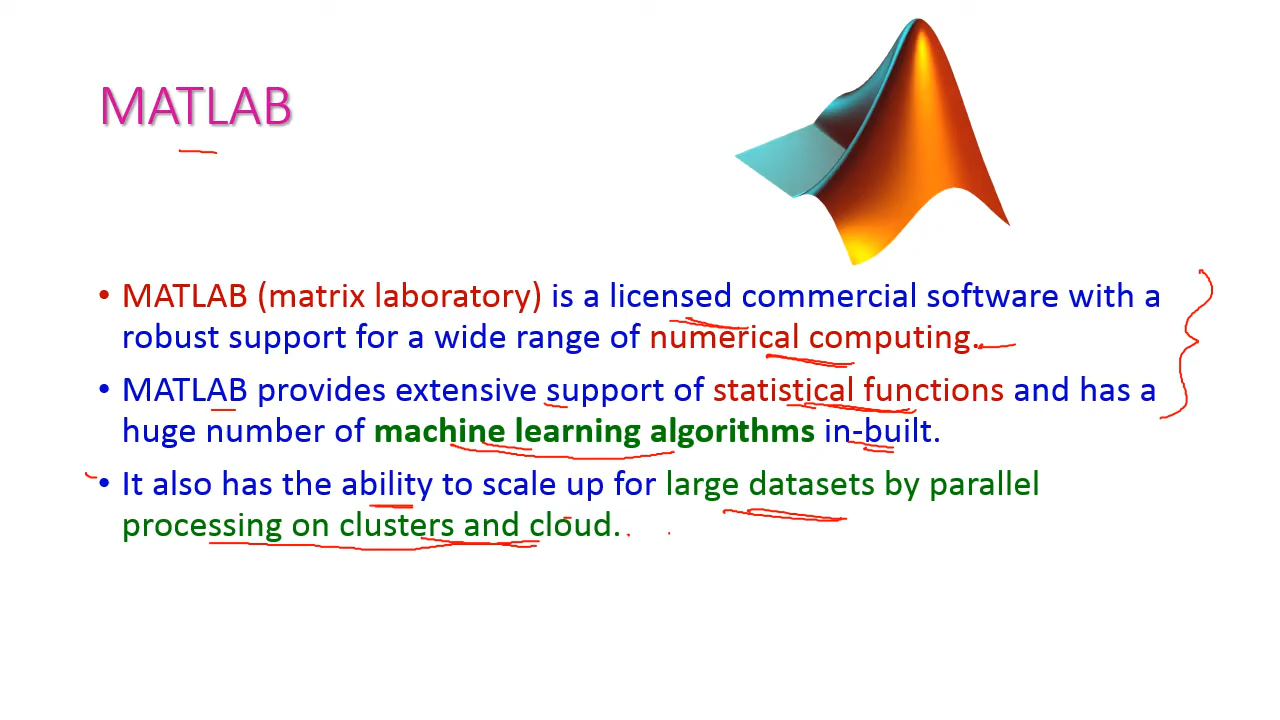 MATLAB
• MATLAB (matrix laboratory) is a licensed commercial software with a
robust support for a wide range of numerical computing.
• MATLAB provides extensive support of statistical functions and has a
huge number of machine learning algorithms in-built.
• It also has the ability to scale up for large datasets by parallel
processing on clusters and cloud.